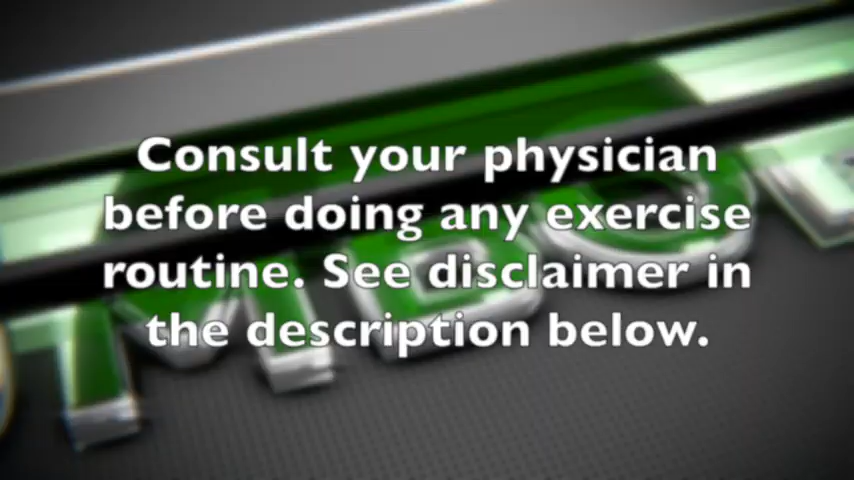 Consult your physician
before doing any exercise
routine. See disclaimer in
the description below.